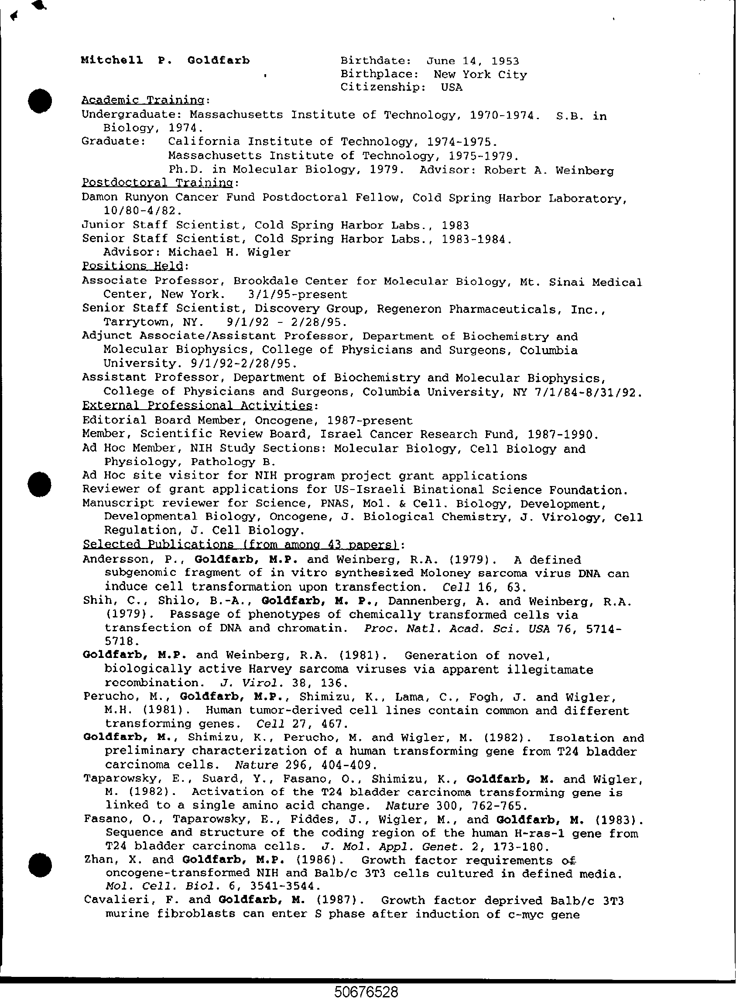 Mitchell P. Goldfarb Birthdate: June 14, 1953
Birthplace: New York City
Citizenship: USA
Academic Training:
Undergraduate: Massachusetts Institute of Technology, 1970-1974. S.B. in
Biology, 1974.
Graduate: California Institute of Technology, 1974-1975.
Massachusetts Institute of Technology, 1975-1979.
Ph.D. in Molecular Biology, 1979. Advisor: Robert A. Weinberg
Postdoctoral Training:
Damon Runyon Cancer Fund Postdoctoral Fellow, Cold Spring Harbor Laboratory,
10/80-4/82.
Junior Staff Scientist, Cold Spring Harbor Labs., 1983
Senior Staff Scientist, Cold Spring Harbor Labs., 1983-1984.
Advisor: Michael H. Wigler
Positions Held:
Associate Professor, Brookdale Center for Molecular Biology, Mt. Sinai Medical
Center, New York. 3/1/95-present
Senior Staff Scientist, Discovery Group, Regeneron Pharmaceuticals, Inc.,
Tarrytown, NY. 9/1/92 - 2/28/95.
Adjunct Associate/Assistant Professor, Department of Biochemistry and
Molecular Biophysics, College of Physicians and Surgeons, Columbia
University. 9/1/92-2/28/95.
Assistant Professor, Department of Biochemistry and Molecular Biophysics,
College of Physicians and Surgeons, Columbia University, NY 7/1/84-8/31/92.
External Professional Activities:
Editorial Board Member, Oncogene, 1987-present
Member, Scientific Review Board, Israel Cancer Research Fund, 1987-1990.
Ad Hoc Member, NIH Study Sections: Molecular Biology, Cell Biology and
Physiology, Pathology B.
Ad Hoc site visitor for NIH program project grant applications
Reviewer of grant applications for US-Israeli Binational Science Foundation.
Manuscript reviewer for Science, PNAS, Mol. & Cell. Biology, Development,
Developmental Biology, Oncogene, J. Biological Chemistry, J. Virology, Cell
Regulation, J. Cell Biology.
Selected Publications (from among 43 papers):
Andersson, P., Goldfarb, M.P. and Weinberg, R.A. (1979). A defined
subgenomic fragment of in vitro synthesized Moloney sarcoma virus DNA can
induce cell transformation upon transfection. Cell 16, 63.
Shih, C., Shilo, B.-A., Goldfarb, M. P., Dannenberg, A. and Weinberg, R.A.
(1979). Passage of phenotypes of chemically transformed cells via
transfection of DNA and chromatin. Proc. Natl. Acad. Sci. USA 76, 5714-
5718.
Goldfarb, M.P. and Weinberg, R.A. (1981). Generation of novel,
biologically active Harvey sarcoma viruses via apparent illegitamate
recombination. J. Virol. 38, 136.
Perucho, M., Goldfarb, M.P., Shimizu, K., Lama, C., Fogh, J. and Wigler,
M.H. (1981). Human tumor-derived cell lines contain common and different
transforming genes. Cell 27, 467.
Goldfarb, M., Shimizu, K., Perucho, M. and Wigler, M. (1982). Isolation and
preliminary characterization of a human transforming gene from T24 bladder
carcinoma cells. Nature 296, 404-409.
Taparowsky, E., Suard, Y., Fasano, O., Shimizu, K., Goldfarb, M. and Wigler,
M. (1982). Activation of the T24 bladder carcinoma transforming gene is
linked to a single amino acid change. Nature 300, 762-765.
Fasano, O., Taparowsky, E., Fiddes, J., Wigler, M., and Goldfarb, M. (1983).
Sequence and structure of the coding region of the human H-ras-1 gene from
T24 bladder carcinoma cells. J. Mol. Appl. Genet. 2, 173-180.
Zhan, X. and Goldfarb, M.P. (1986). Growth factor requirements of
oncogene-transformed NIH and Balb/c 3T3 cells cultured in defined media.
Mol. Cell. Biol. 6, 3541-3544.
Cavalieri, F. and Goldfarb, M. (1987). Growth factor deprived Balb/c 3T3
murine fibroblasts can enter S phase after induction of c-myc gene
50676528